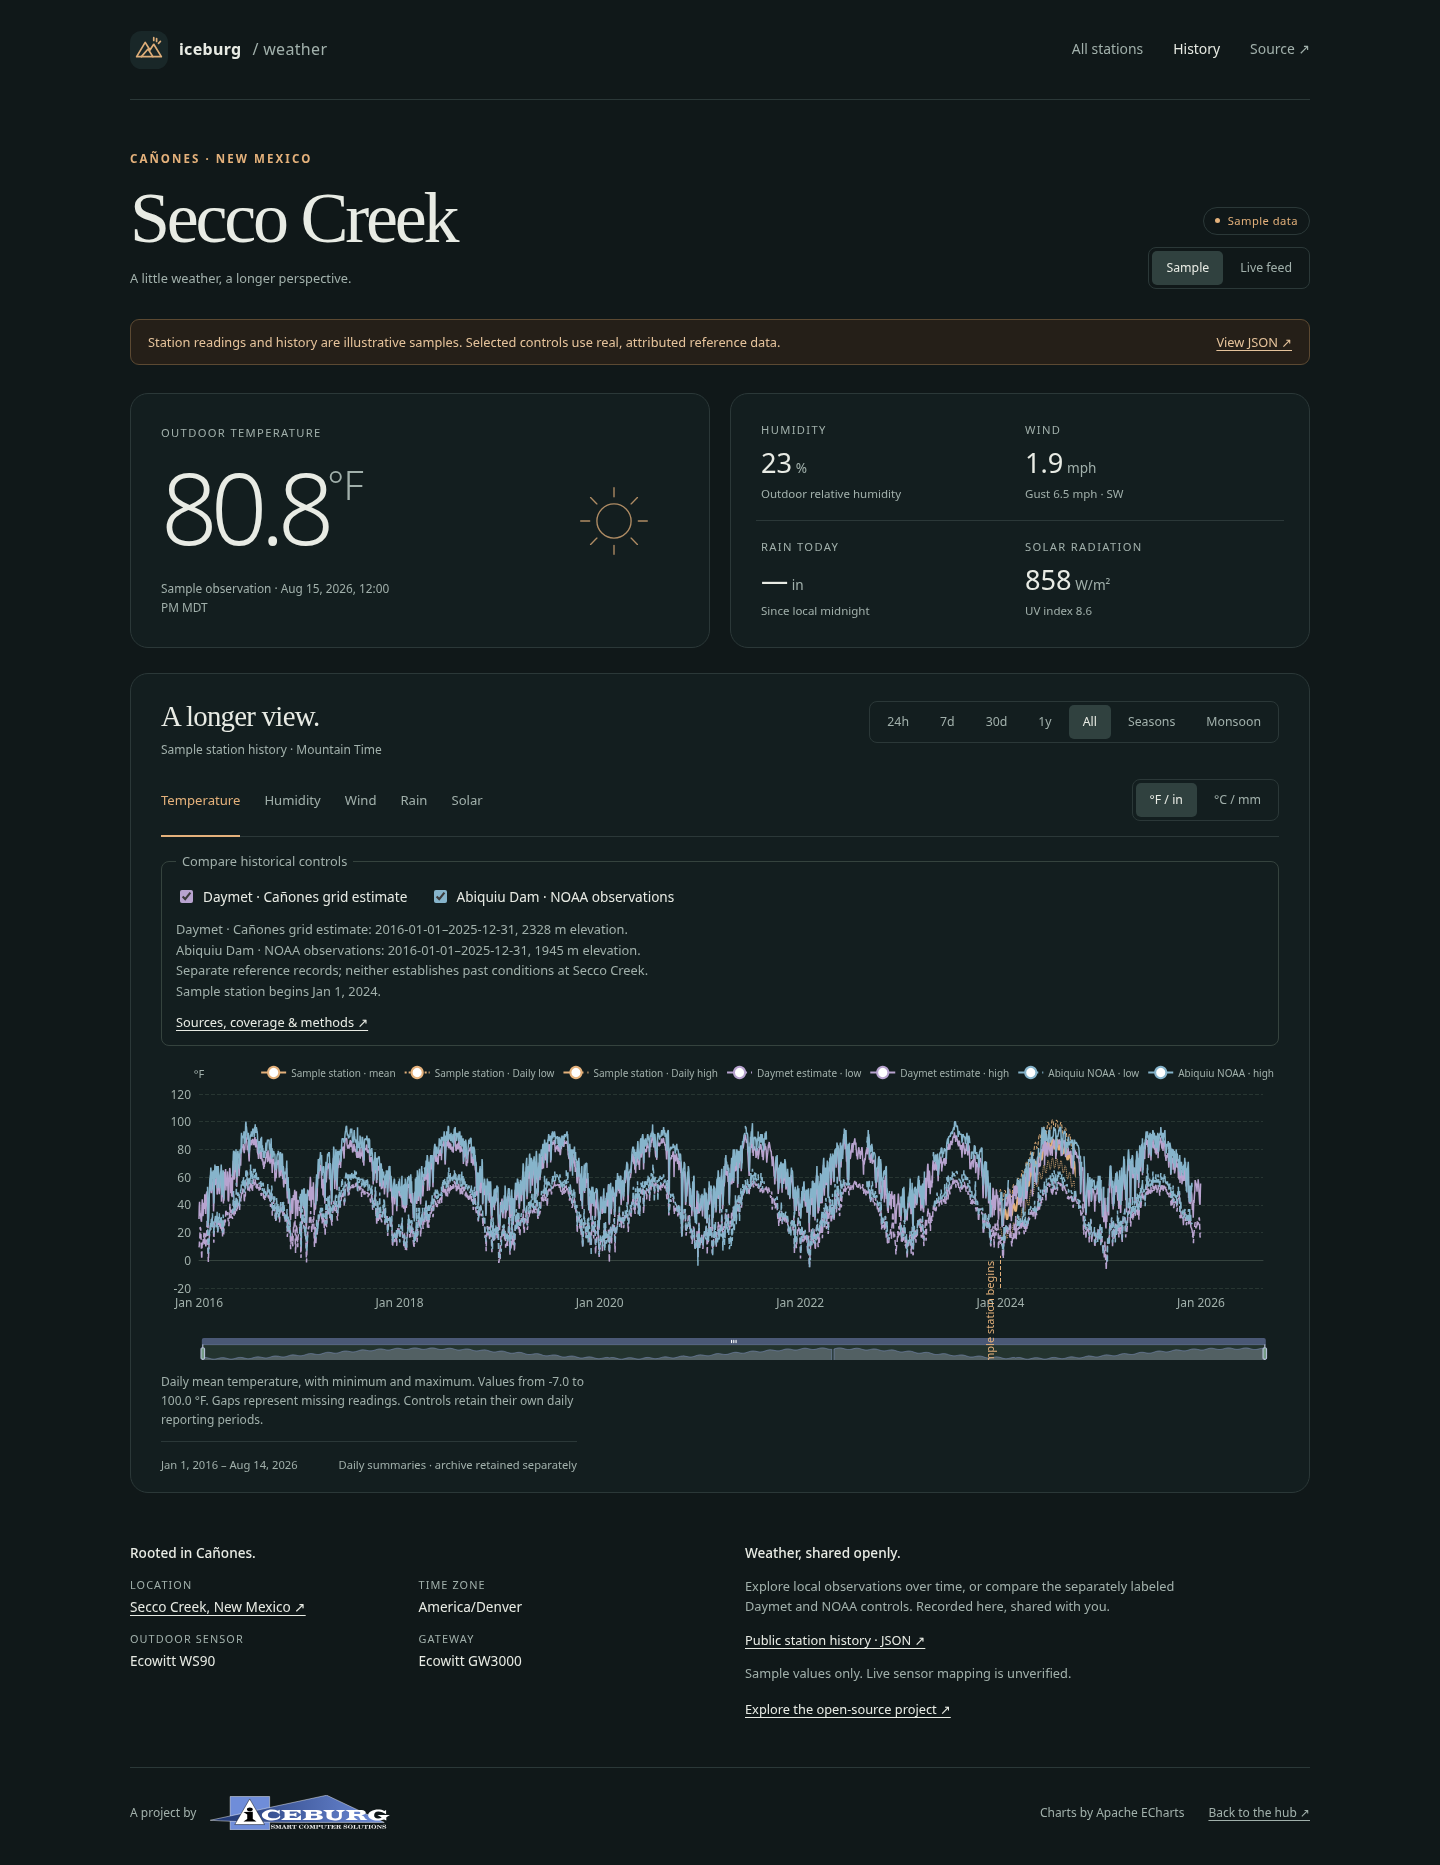 iceburg / weather
All stations History Source ↗
CAÑONES · NEW MEXICO
Secco Creek
A little weather, a longer perspective.
Sample data
Sample Live feed
Station readings and history are illustrative samples. Selected controls use real, attributed reference data.
View JSON ↗
OUTDOOR TEMPERATURE
80.8°F
Sample observation · Aug 15, 2026, 12:00
PM MDT
HUMIDITY
23 %
Outdoor relative humidity
WIND
1.9 mph
Gust 6.5 mph · SW
RAIN TODAY
— in
Since local midnight
SOLAR RADIATION
858 W/m²
UV index 8.6
A longer view.
Sample station history · Mountain Time
24h 7d 30d 1y All Seasons Monsoon
Temperature Humidity Wind Rain Solar
°F / in °C / mm
Compare historical controls
Daymet · Cañones grid estimate Abiquiu Dam · NOAA observations
Daymet · Cañones grid estimate: 2016-01-01–2025-12-31, 2328 m elevation.
Abiquiu Dam · NOAA observations: 2016-01-01–2025-12-31, 1945 m elevation.
Separate reference records; neither establishes past conditions at Secco Creek.
Sample station begins Jan 1, 2024.
Sources, coverage & methods ↗
°F
Sample station · mean Sample station · Daily low Sample station · Daily high Daymet estimate · low Daymet estimate · high Abiquiu NOAA · low Abiquiu NOAA · high
120
100
80
60
40
20
0
-20
Jan 2016 Jan 2018 Jan 2020 Jan 2022 Jan 2024 Jan 2026
mple station begins
Daily mean temperature, with minimum and maximum. Values from -7.0 to
100.0 °F. Gaps represent missing readings. Controls retain their own daily
reporting periods.
Jan 1, 2016 – Aug 14, 2026 Daily summaries · archive retained separately
Rooted in Cañones.
LOCATION
Secco Creek, New Mexico ↗
TIME ZONE
America/Denver
OUTDOOR SENSOR
Ecowitt WS90
GATEWAY
Ecowitt GW3000
Weather, shared openly.
Explore local observations over time, or compare the separately labeled
Daymet and NOAA controls. Recorded here, shared with you.
Public station history · JSON ↗
Sample values only. Live sensor mapping is unverified.
Explore the open-source project ↗
A project by
iCEBURG
SMART COMPUTER SOLUTIONS
Charts by Apache ECharts Back to the hub ↗